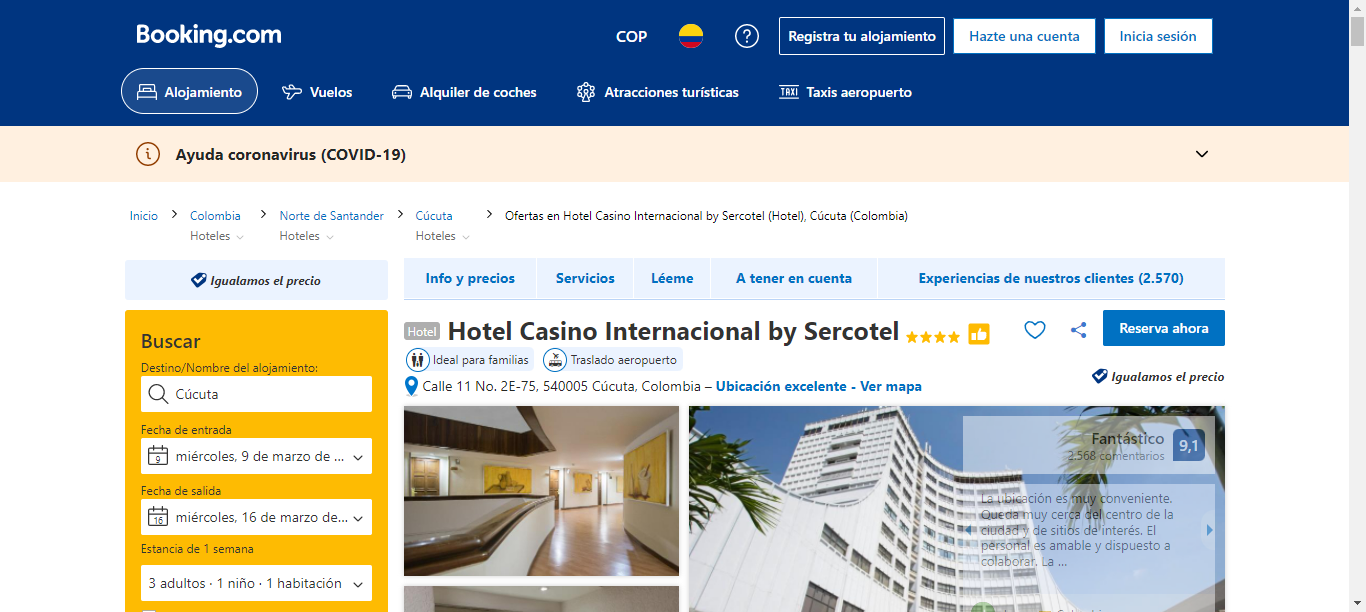 Booking.com
COP
Registra tu alojamiento
Hazte una cuenta
Inicia sesión
Alojamiento
Vuelos
Alquiler de coches
Atracciones turísticas
TAXI Taxis aeropuerto
Ayuda coronavirus (COVID-19)
Inicio
Colombia
Norte de Santander
Cúcuta
Ofertas en Hotel Casino Internacional by Sercotel (Hotel), Cúcuta (Colombia)
Hoteles
Hoteles
Hoteles
Igualamos el precio
Info y precios
Servicios
Léeme
A tener en cuenta
Experiencias de nuestros clientes (2.570)
Buscar
Destino/Nombre del alojamiento:
Cúcuta
Fecha de entrada
9 miércoles, 9 de marzo de ...
Fecha de salida
16 miércoles, 16 de marzo de...
Estancia de 1 semana
3 adultos · 1 niño · 1 habitación
Hotel Hotel Casino Internacional by Sercotel
Reserva ahora
Ideal para familias
Traslado aeropuerto
Calle 11 No. 2E-75, 540005 Cúcuta, Colombia – Ubicación excelente - Ver mapa
Igualamos el precio
Fantástico
2.568 comentarios
9,1
La ubicación es muy conveniente.
Queda muy cerca del centro de la
ciudad y de sitios de interés. El
personal es amable y dispuesto a
colaborar. La ...